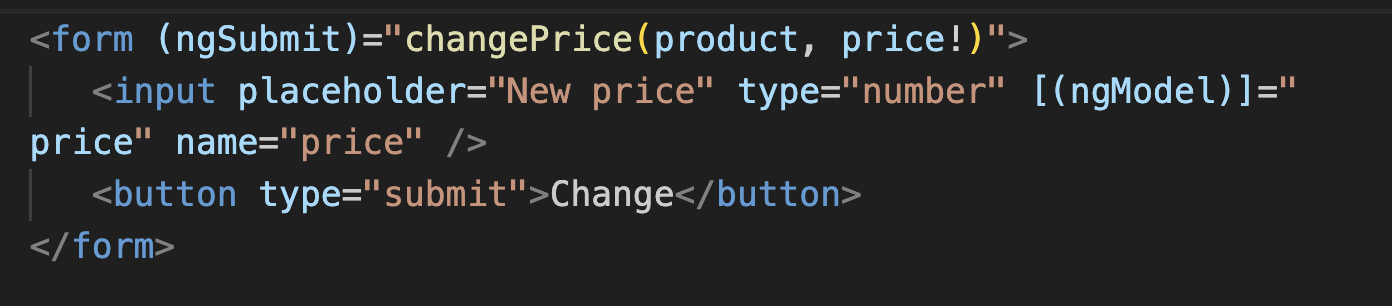 <form (ngSubmit)="changePrice(product, price!)">
<input placeholder="New price" type="number" [(ngModel)]="
price" name="price" />
<button type="submit">Change</button>
</form>